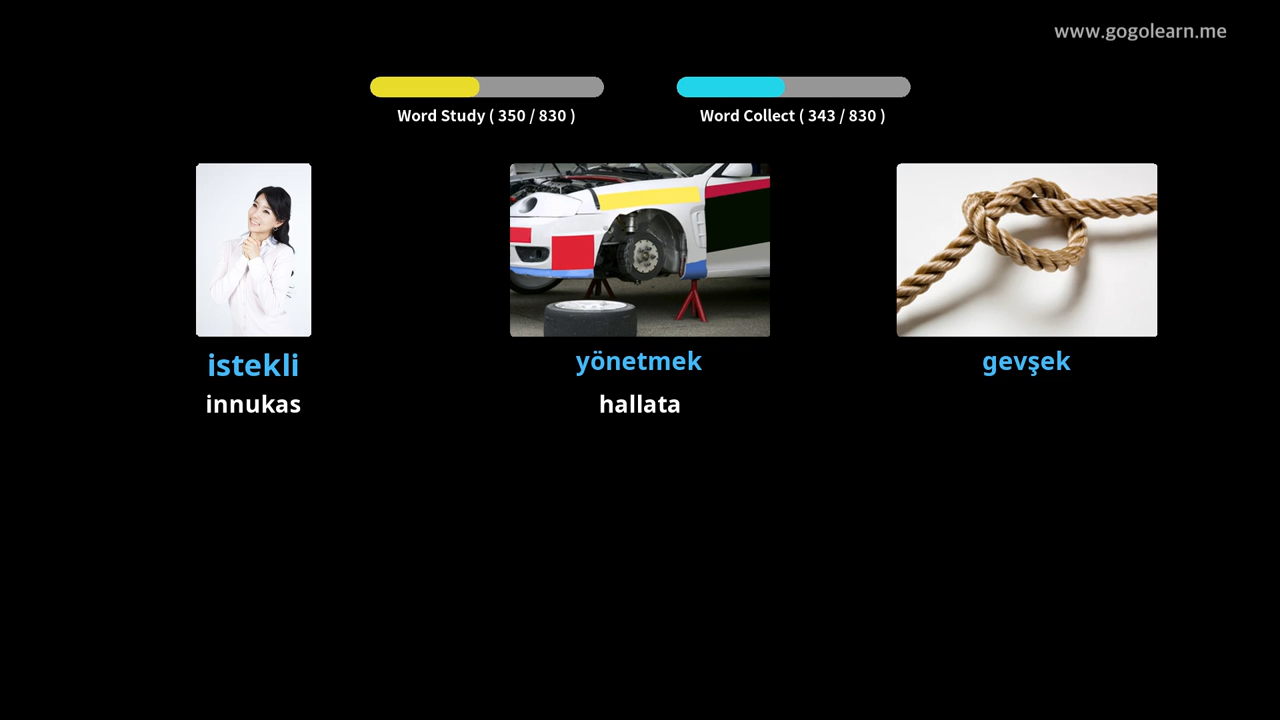 www.gogolearn.me
Word Study ( 350 / 830 )
Word Collect ( 343 / 830 )
istekli
yönetmek
gevşek
innukas
hallata